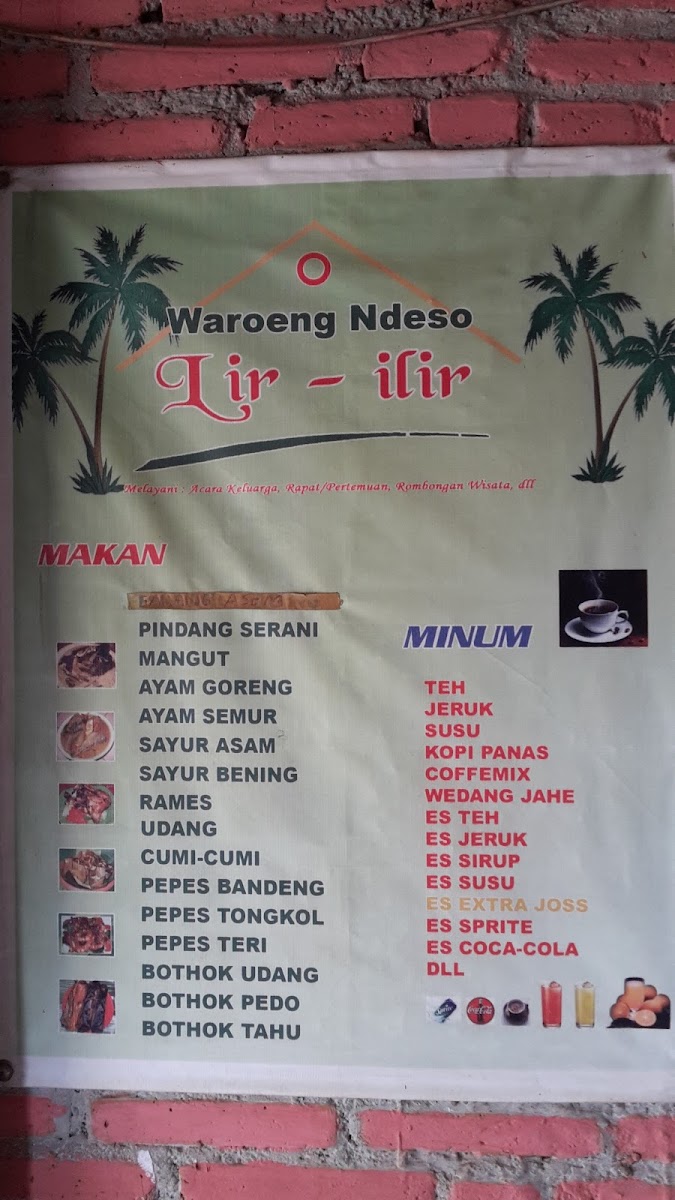 Waroeng Ndeso
Lir - ilir
Melayani : Acara Keluarga, Rapat/Pertemuan, Rombongan Wisata, dll
MAKAN
PINDANG SERANI
MANGUT
AYAM GORENG
AYAM SEMUR
SAYUR ASAM
SAYUR BENING
RAMES
UDANG
CUMI-CUMI
PEPES BANDENG
PEPES TONGKOL
PEPES TERI
BOTHOK UDANG
BOTHOK PEDO
BOTHOK TAHU
MINUM
TEH
JERUK
SUSU
KOPI PANAS
COFFEMIX
WEDANG JAHE
ES TEH
ES JERUK
ES SIRUP
ES SUSU
ES EXTRA JOSS
ES SPRITE
ES COCA-COLA
DLL
Sprite
Coca-Cola